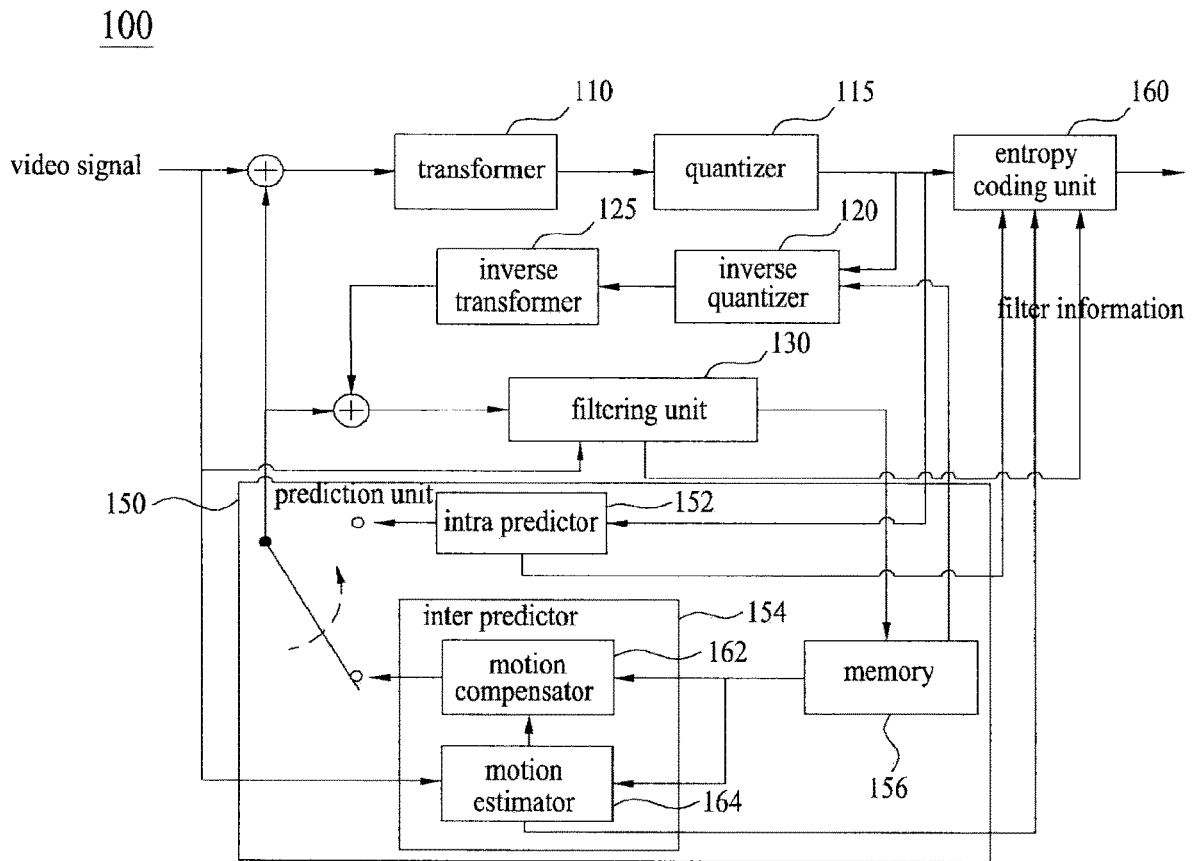 100
110
115
160
video signal
transformer
quantizer
entropy
coding unit
125
120
inverse
transformer
inverse
quantizer
filter information
130
filtering unit
150
prediction unit
152
intra predictor
inter predictor
154
162
motion
compensator
memory
motion
estimator
164
156